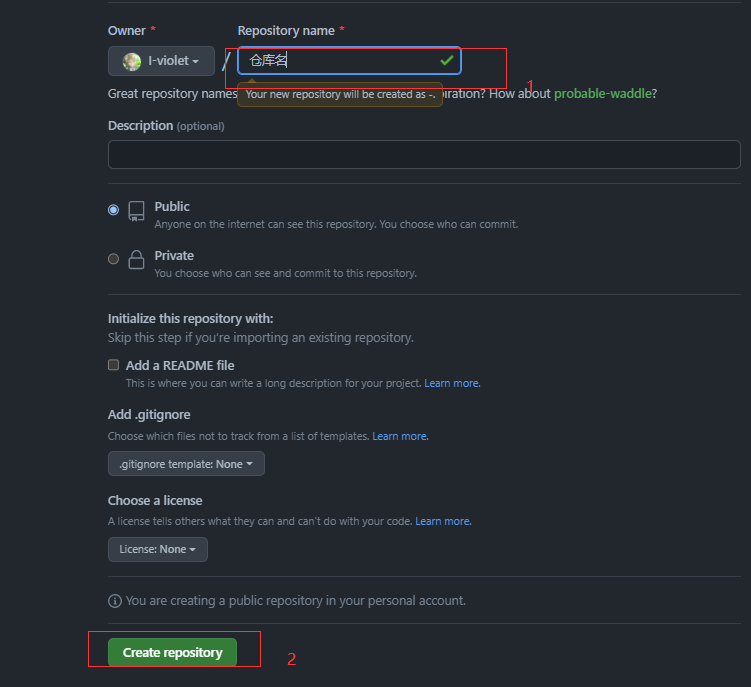 Owner * Repository name *
I-violet / 仓库名
1
Great repository names Your new repository will be created as -. iration? How about probable-waddle?
Description (optional)
Public
Anyone on the internet can see this repository. You choose who can commit.
Private
You choose who can see and commit to this repository.
Initialize this repository with:
Skip this step if you're importing an existing repository.
Add a README file
This is where you can write a long description for your project. Learn more.
Add .gitignore
Choose which files not to track from a list of templates. Learn more.
.gitignore template: None
Choose a license
A license tells others what they can and can't do with your code. Learn more.
License: None
You are creating a public repository in your personal account.
Create repository 2